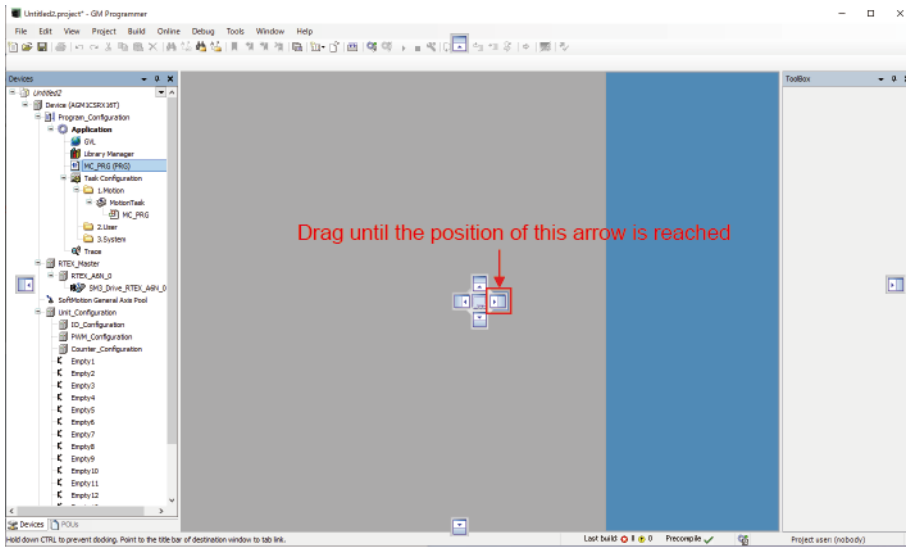 Untitled2.project* - GM Programmer
File Edit View Project Build Online Debug Tools Window Help
Devices
ToolBox
Untitled2
Device (AGM1CSRX16T)
Program_Configuration
Application
GVL
Library Manager
MC_PRG (PRG)
Task Configuration
1.Motion
MotionTask
MC_PRG
2.User
3.System
Trace
RTEX_Master
RTEX_A6N_0
SM3_Drive_RTEX_A6N_0
SoftMotion General Axis Pool
Unit_Configuration
IO_Configuration
PWM_Configuration
Counter_Configuration
Empty1
Empty2
Empty3
Empty4
Empty5
Empty6
Empty7
Empty8
Empty9
Empty10
Empty11
Empty12
Drag until the position of this arrow is reached
Devices POUs
Hold down CTRL to prevent docking. Point to the title bar of destination window to tab link.
Last build: 0 0 Precompile
Project user: (nobody)